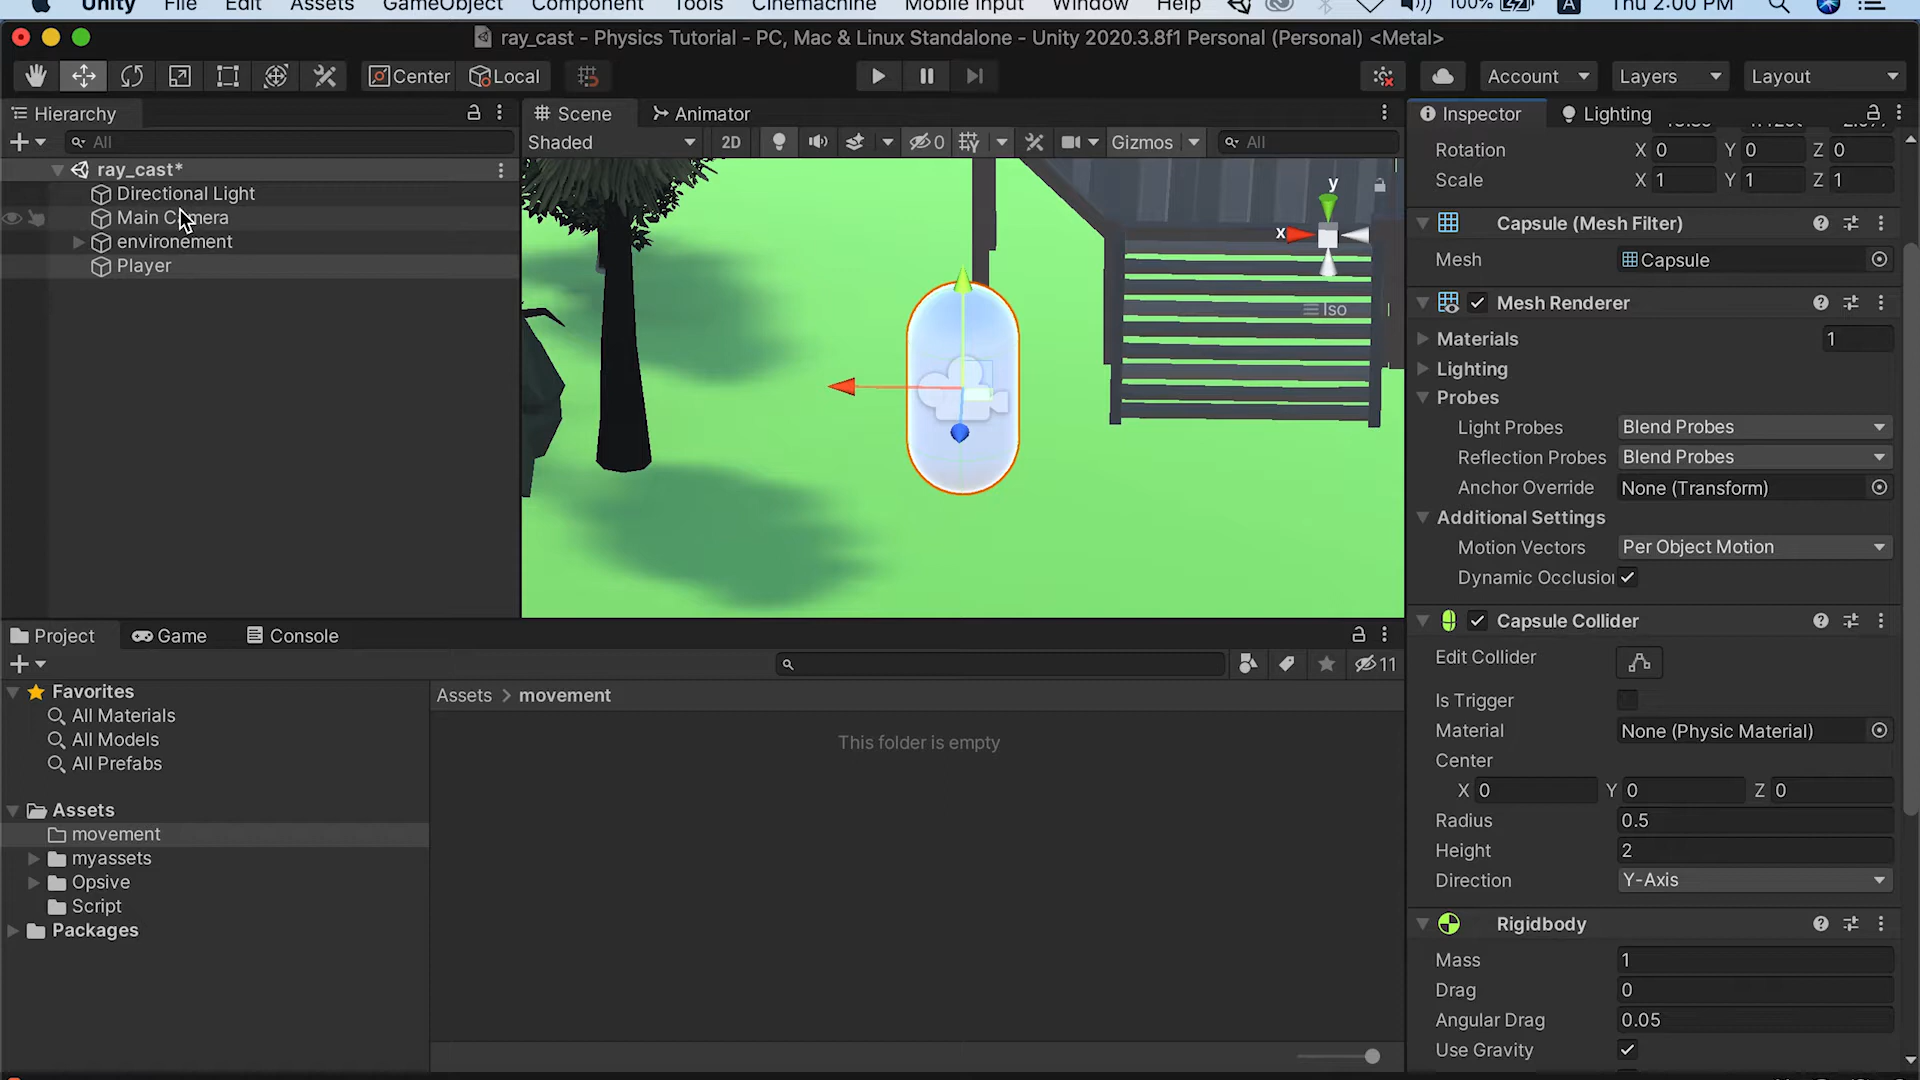 Unity File Edit Assets GameObject Component Tools Cinemachine Mobile Input Window Help 100% A Thu 2:00 PM
ray_cast - Physics Tutorial - PC, Mac & Linux Standalone - Unity 2020.3.8f1 Personal (Personal) <Metal>
Center Local Account Layers Layout
Hierarchy Scene Animator Inspector Lighting
All Shaded 2D 0 Gizmos All
ray_cast*
Directional Light
Main Camera
environement
Player
y
x
Iso
Rotation X 0 Y 0 Z 0
Scale X 1 Y 1 Z 1
Capsule (Mesh Filter)
Mesh Capsule
Mesh Renderer
Materials 1
Lighting
Probes
Light Probes Blend Probes
Reflection Probes Blend Probes
Anchor Override None (Transform)
Additional Settings
Motion Vectors Per Object Motion
Dynamic Occlusion
Capsule Collider
Edit Collider
Is Trigger
Material None (Physic Material)
Center
X 0 Y 0 Z 0
Radius 0.5
Height 2
Direction Y-Axis
Rigidbody
Mass 1
Drag 0
Angular Drag 0.05
Use Gravity
Project Game Console
11
Favorites
All Materials
All Models
All Prefabs
Assets
movement
myassets
Opsive
Script
Packages
Assets > movement
This folder is empty